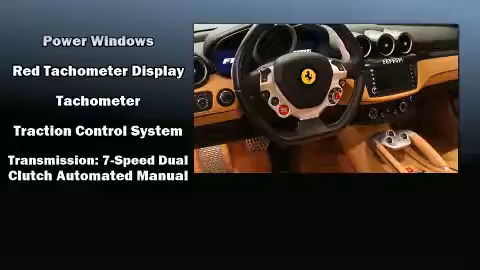 Power Windows
Red Tachometer Display
Tachometer
Traction Control System
Transmission: 7-Speed Dual
Clutch Automated Manual